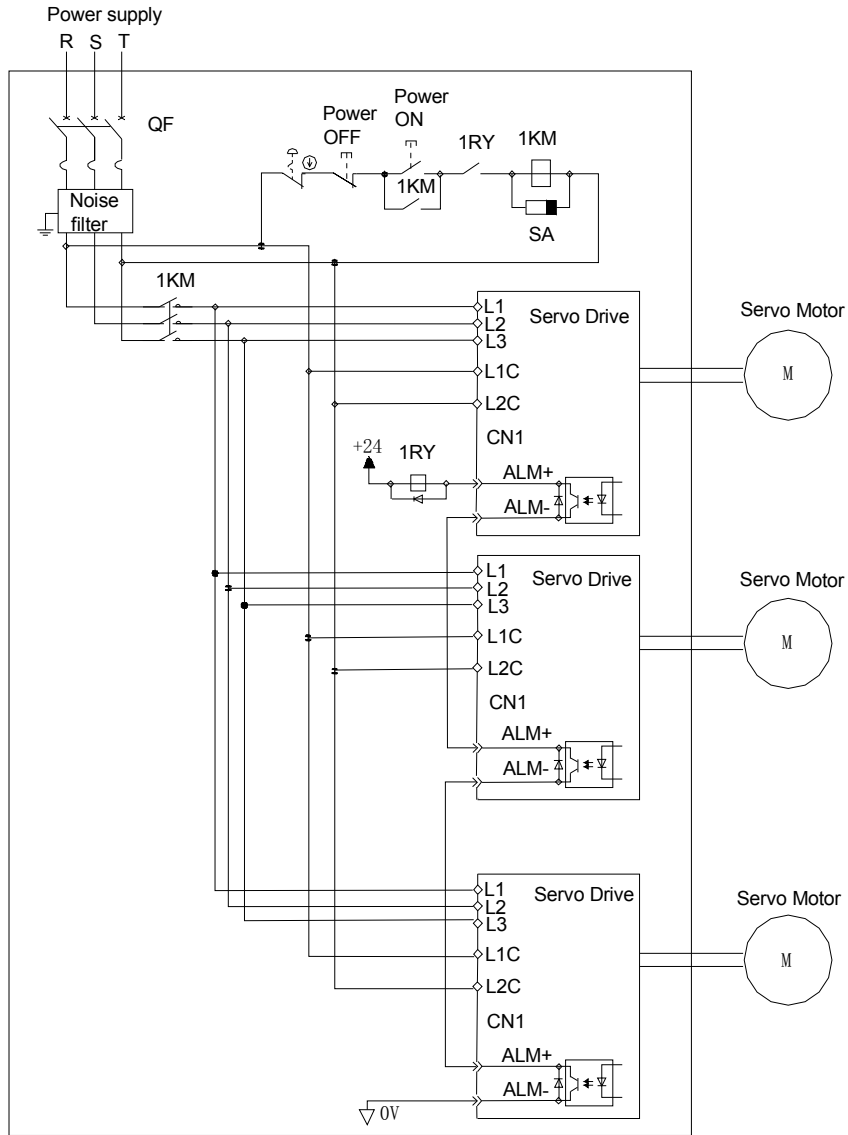 Power supply
R S T
QF
Power
OFF
Power
ON
1RY
1KM
1KM
SA
Noise
filter
1KM
L1
L2
L3
L1C
L2C
Servo Drive
CN1
+24
1RY
ALM+
ALM-
Servo Motor
M
L1
L2
L3
L1C
L2C
Servo Drive
CN1
ALM+
ALM-
Servo Motor
M
L1
L2
L3
L1C
L2C
Servo Drive
CN1
ALM+
ALM-
0V
Servo Motor
M